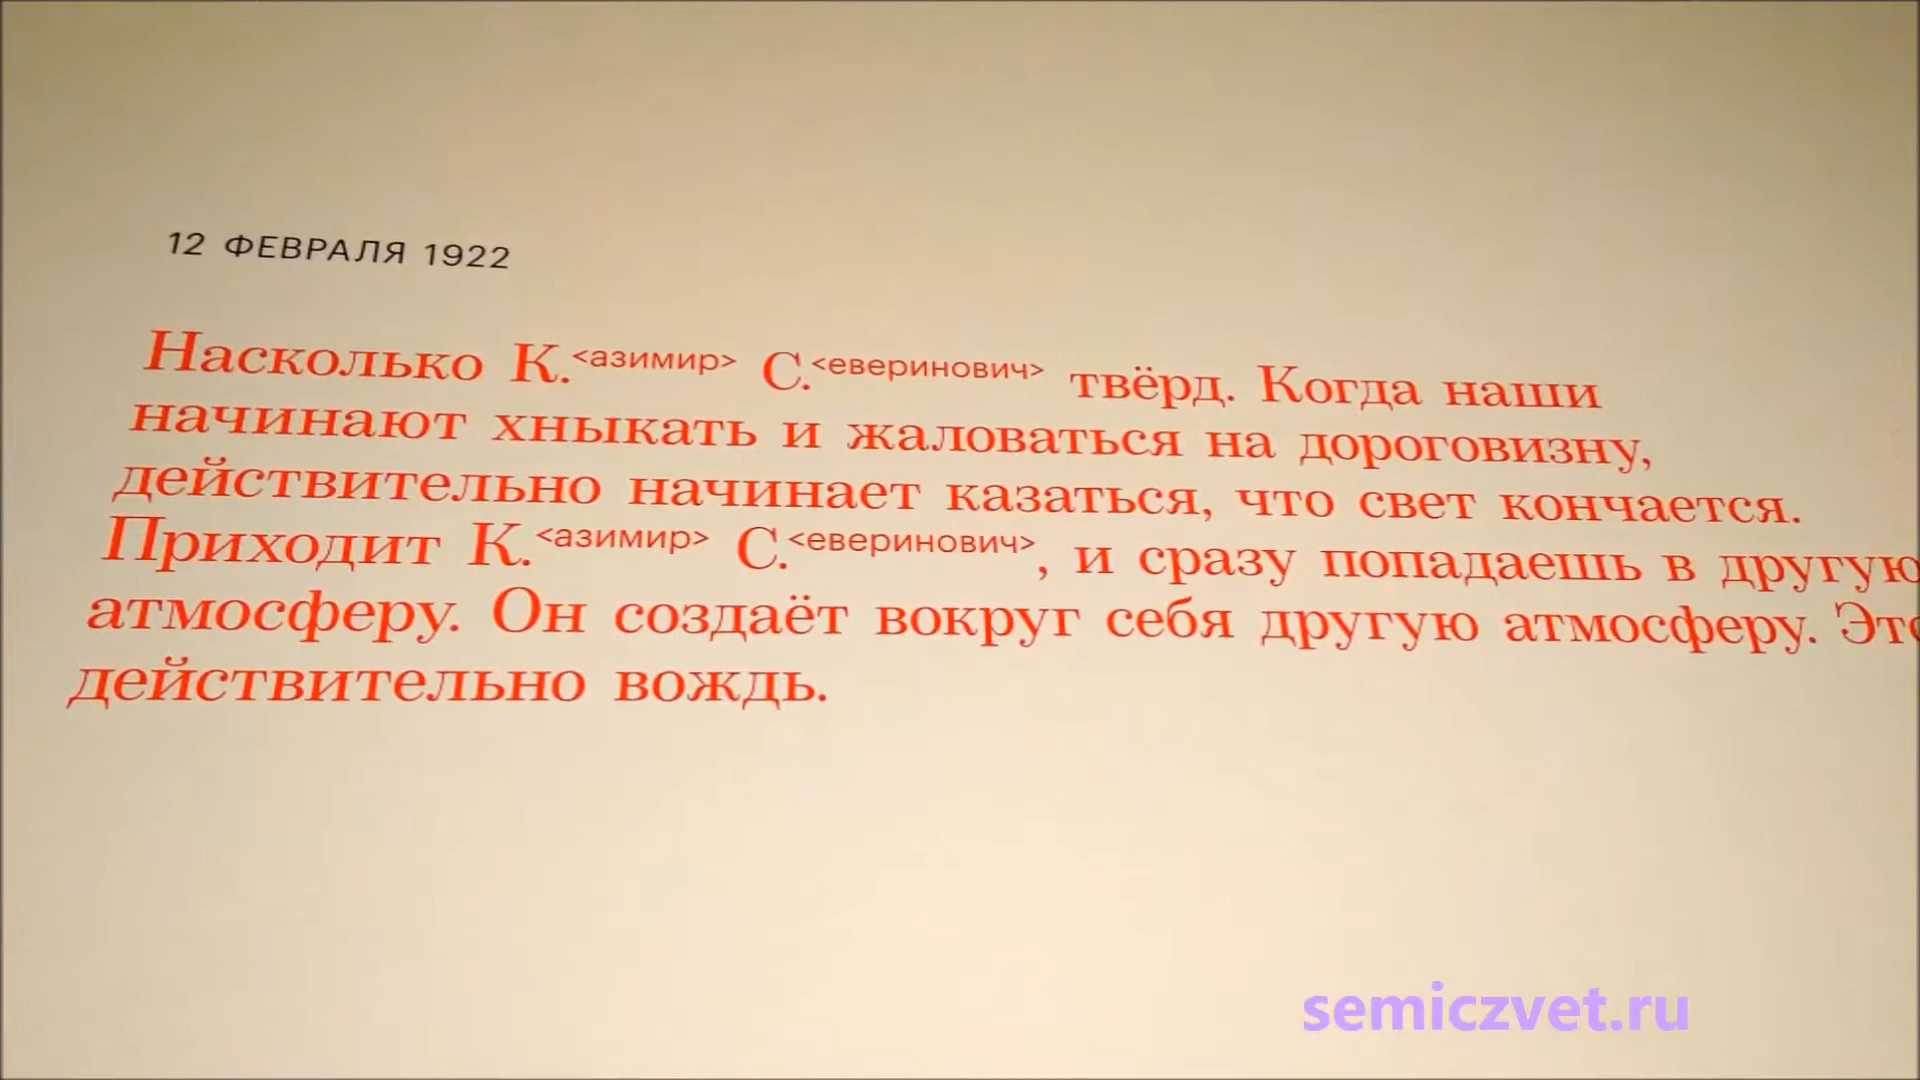 12 ФЕВРАЛЯ 1922
Насколько К.<азимир> С.<еверинович> твёрд. Когда наши
начинают хныкать и жаловаться на дороговизну,
действительно начинает казаться, что свет кончается.
Приходит К.<азимир> С.<еверинович>, и сразу попадаешь в другую
атмосферу. Он создаёт вокруг себя другую атмосферу. Это
действительно вождь.
semiczvet.ru